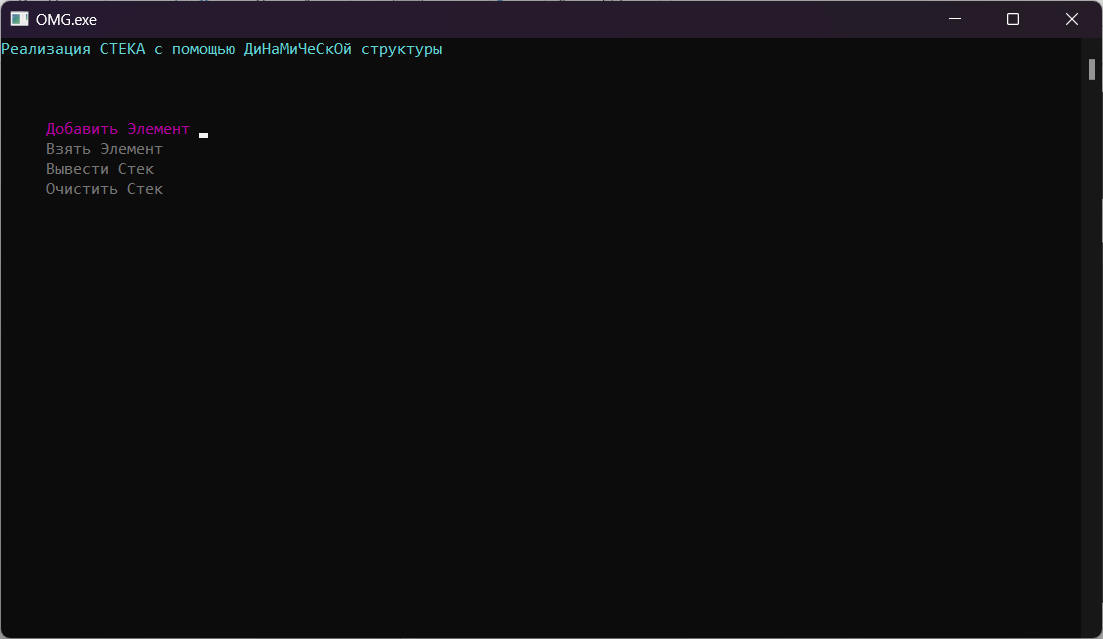 OMG.exe
Реализация СТЕКА с помощью ДиНаМиЧеСкОй структуры
Добавить Элемент
Взять Элемент
Вывести Стек
Очистить Стек